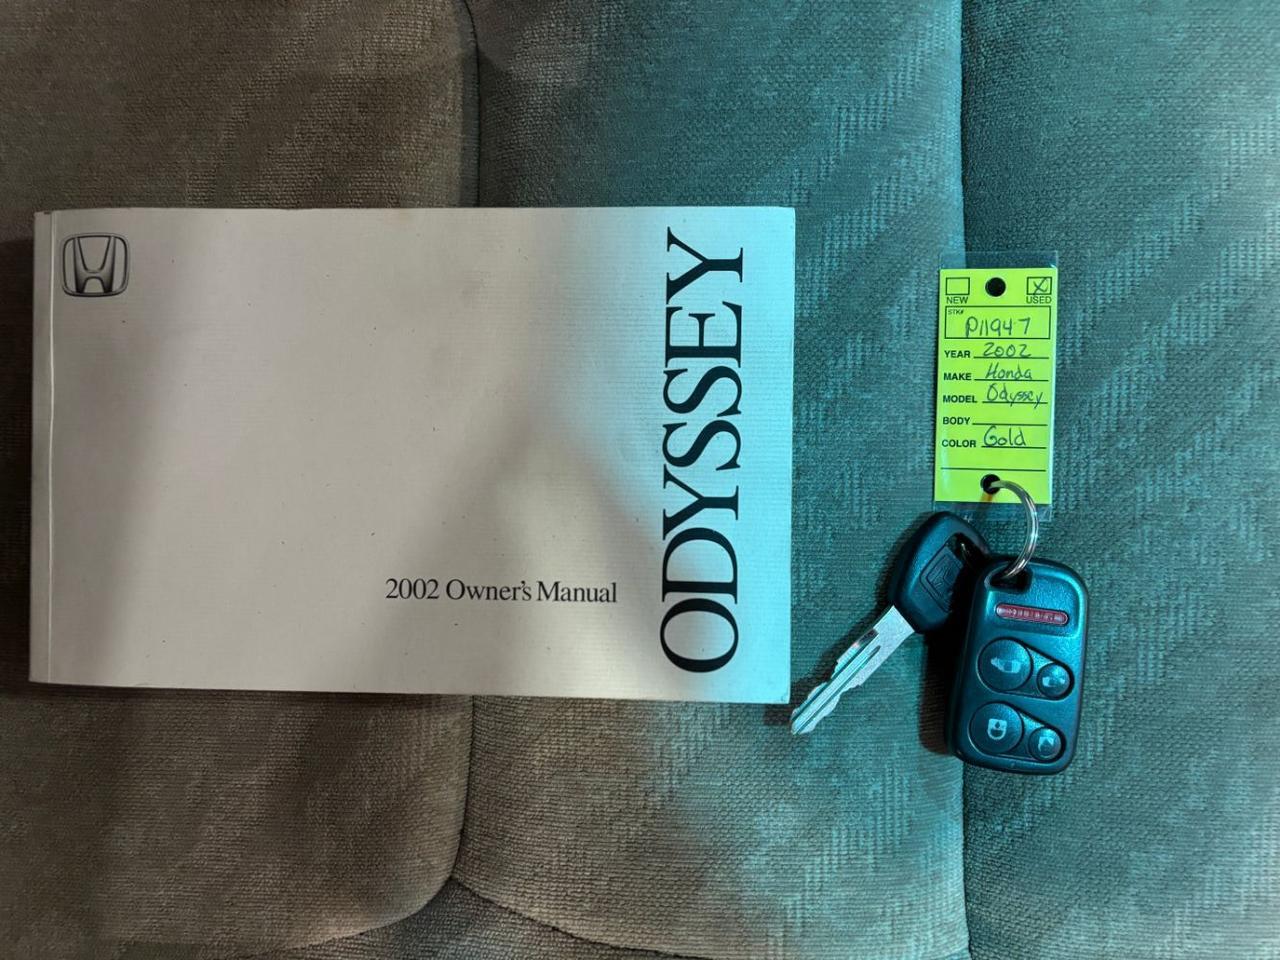 ODYSSEY
2002 Owner's Manual
NEW
USED
STK#
P11947
YEAR 2002
MAKE Honda
MODEL Odyssey
BODY
COLOR Gold